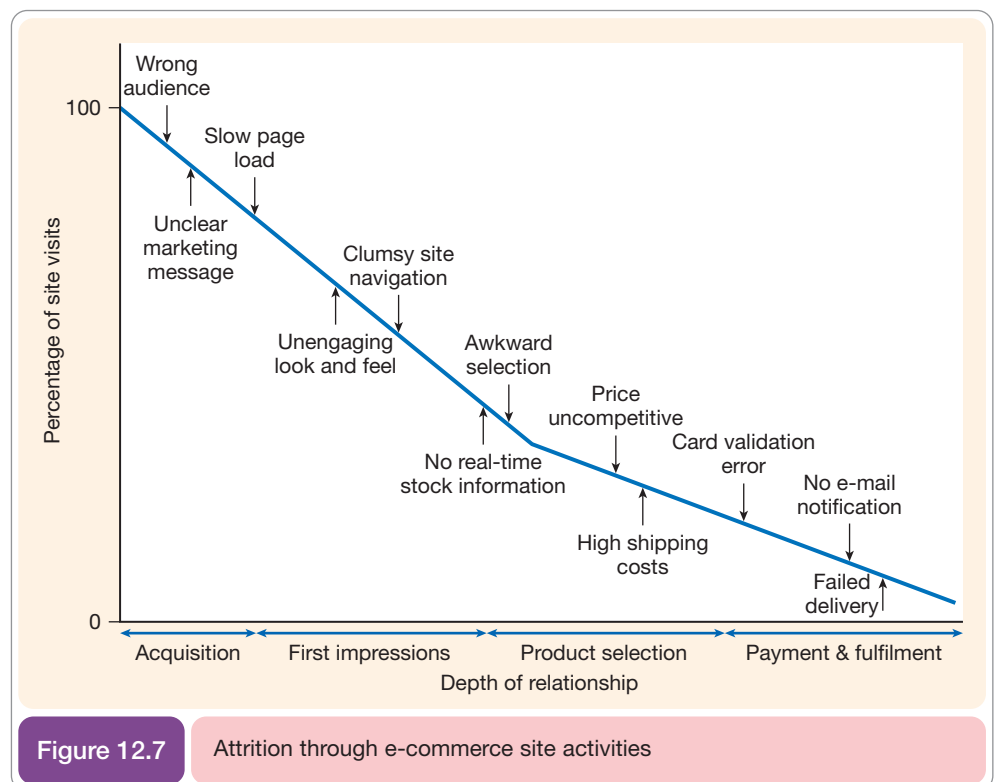 Wrong
audience
100
Slow page
load
Unclear
marketing
message
Clumsy site
navigation
Unengaging
look and feel
Awkward
selection
Price
uncompetitive
No real-time
stock information
Card validation
error
No e-mail
notification
High shipping
costs
Failed
delivery
Percentage of site visits
0
Acquisition
First impressions
Product selection
Payment & fulfilment
Depth of relationship
Figure 12.7
Attrition through e-commerce site activities